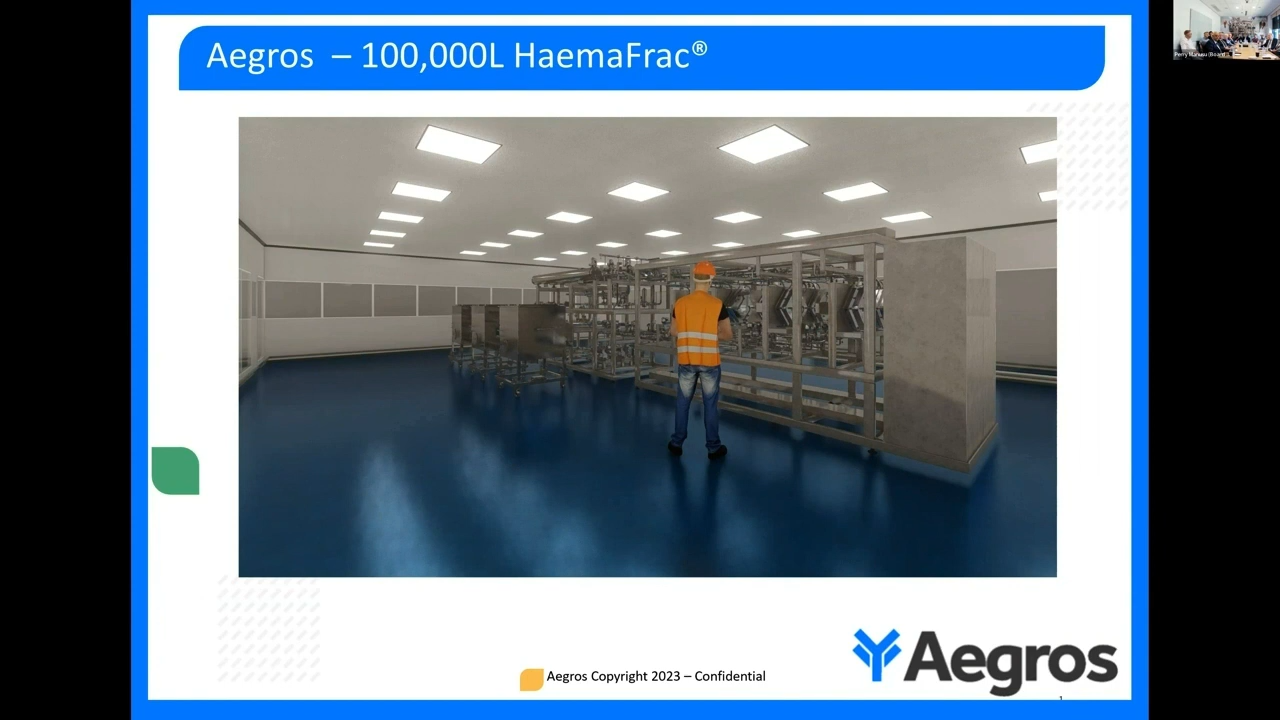 Aegros – 100,000L HaemaFrac®
Aegros Copyright 2023 – Confidential
Aegros